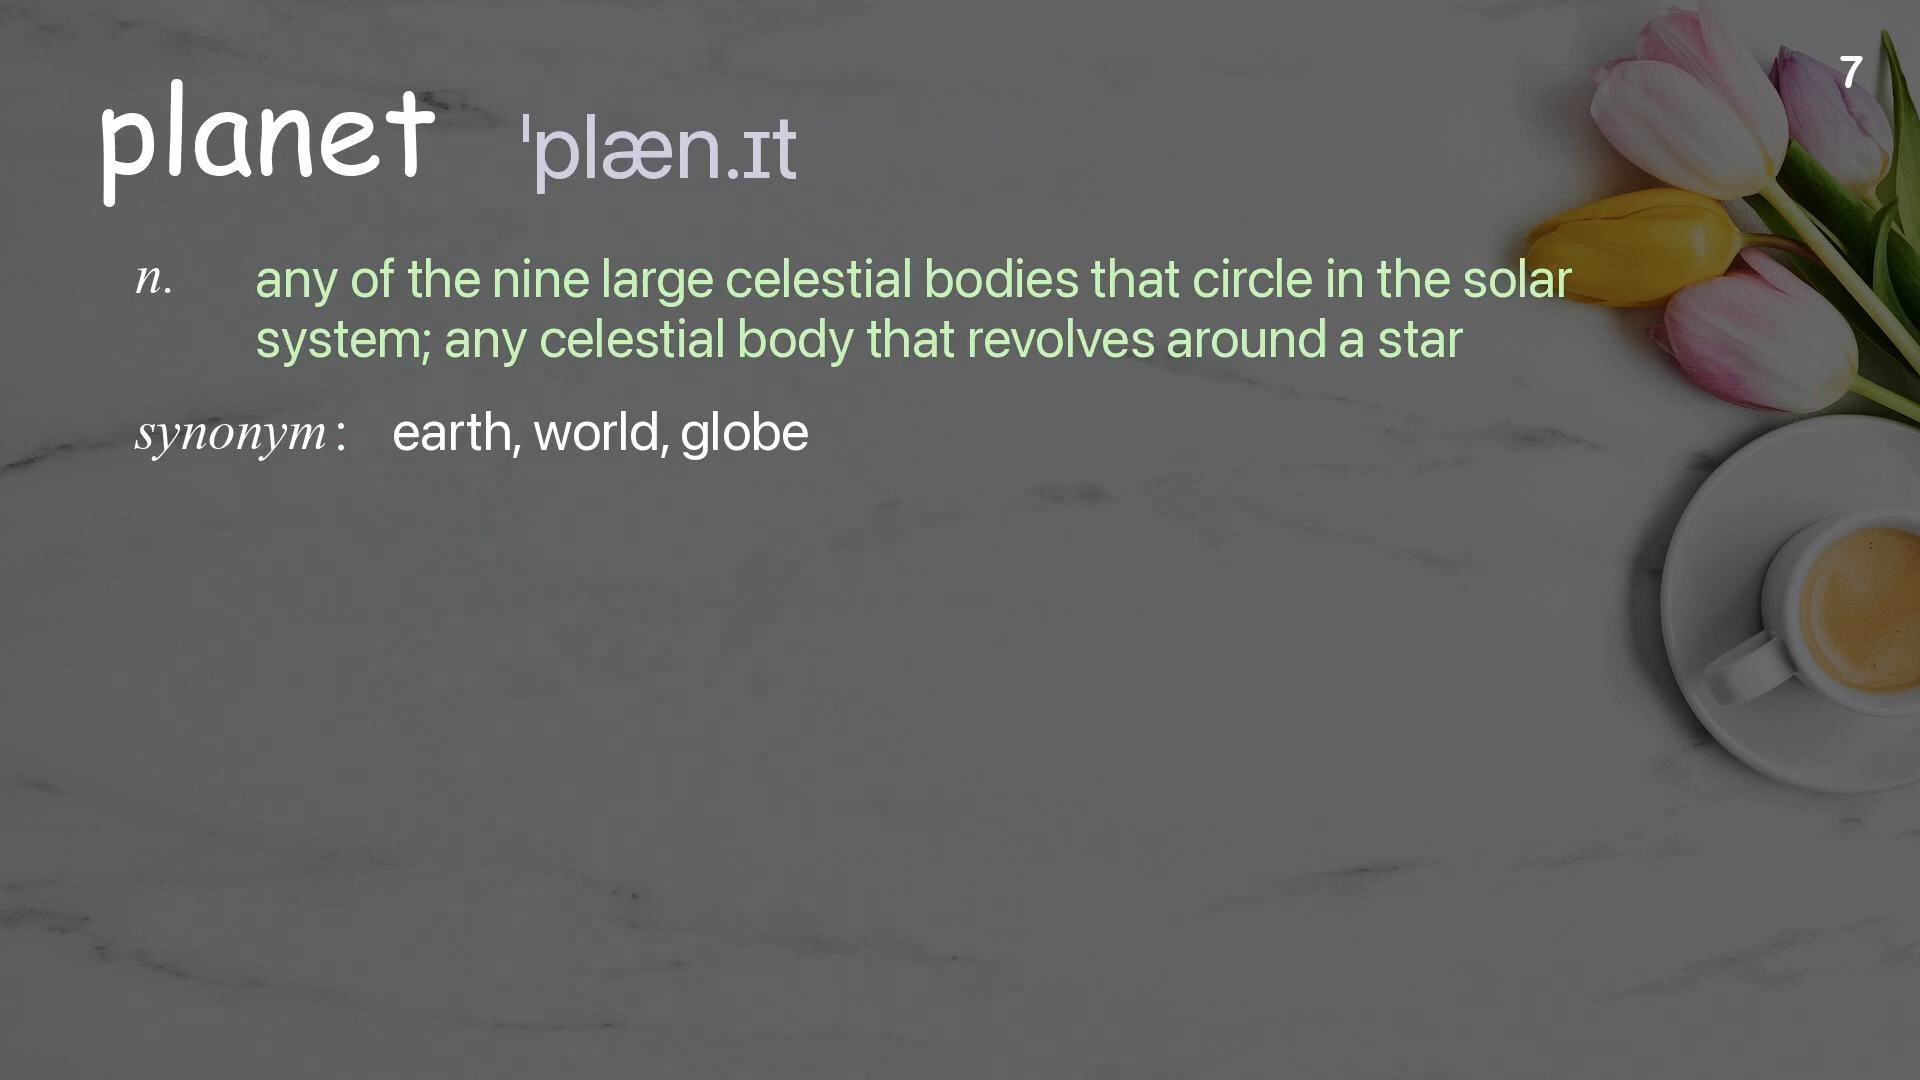 7
planet ˈplæn.ɪt
n. any of the nine large celestial bodies that circle in the solar
system; any celestial body that revolves around a star
synonym : earth, world, globe